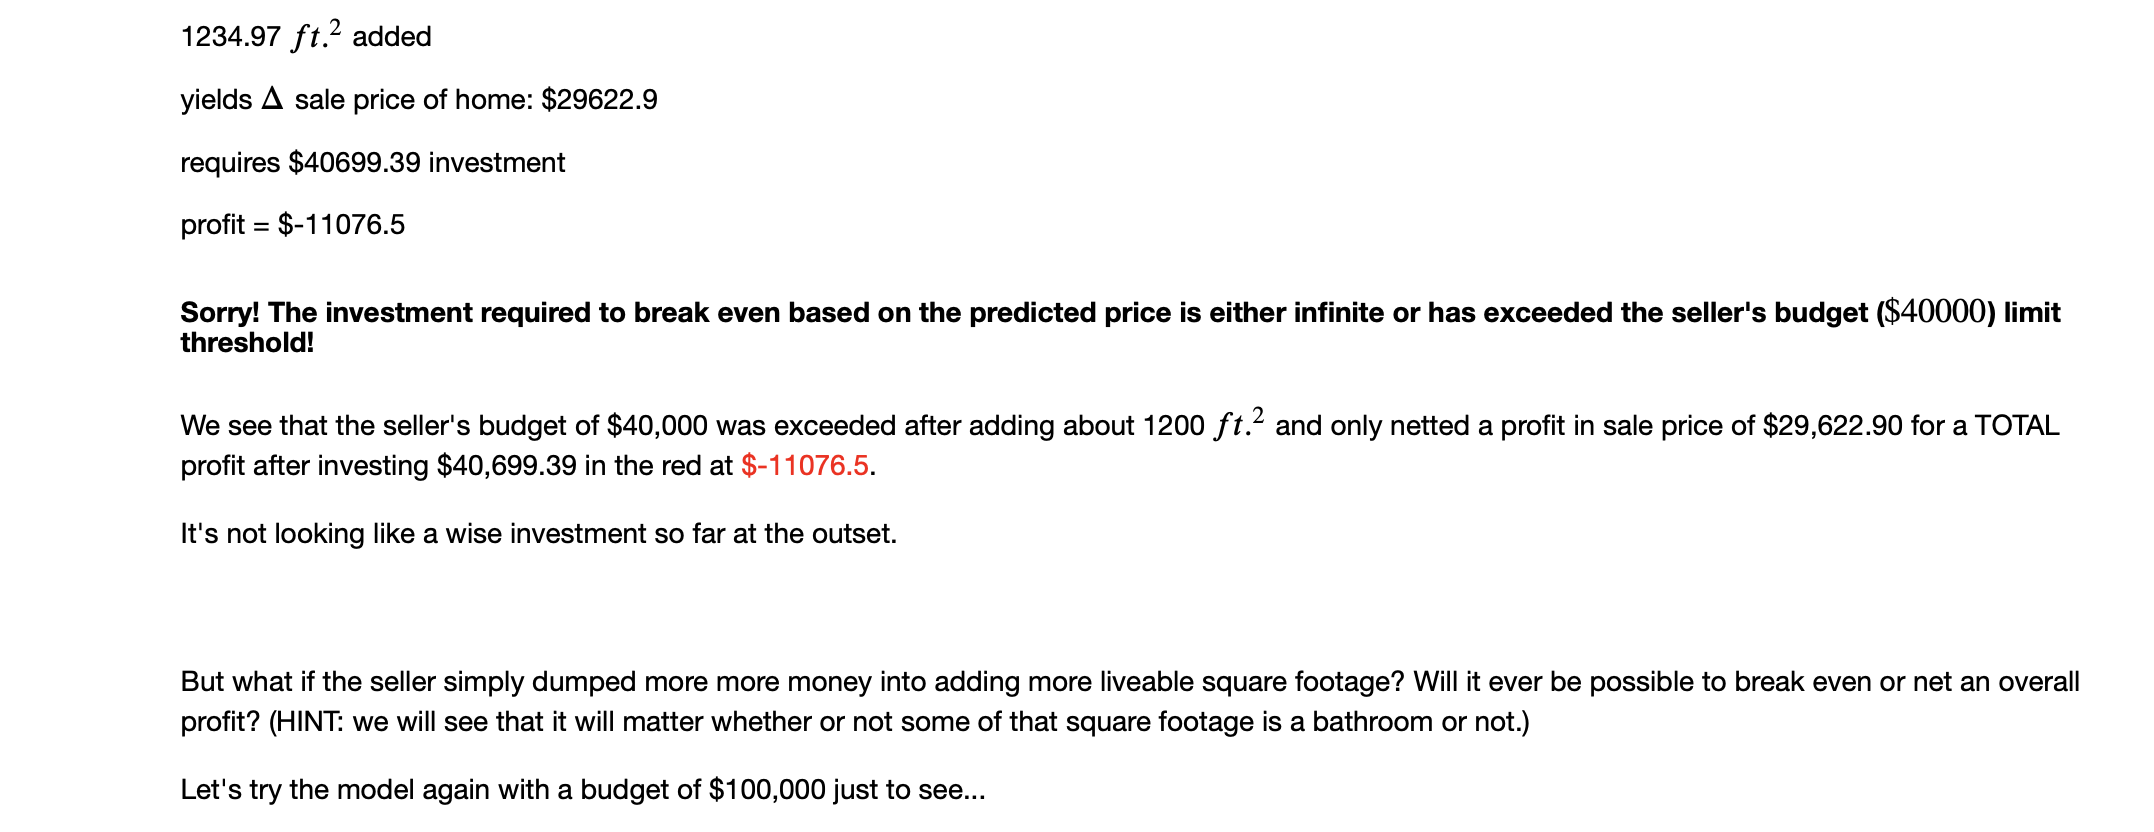 1234.97 ft.² added
yields Δ sale price of home: $29622.9
requires $40699.39 investment
profit = $-11076.5
Sorry! The investment required to break even based on the predicted price is either infinite or has exceeded the seller's budget ($40000) limit
threshold!
We see that the seller's budget of $40,000 was exceeded after adding about 1200 ft.² and only netted a profit in sale price of $29,622.90 for a TOTAL
profit after investing $40,699.39 in the red at $-11076.5.
It's not looking like a wise investment so far at the outset.
But what if the seller simply dumped more more money into adding more liveable square footage? Will it ever be possible to break even or net an overall
profit? (HINT: we will see that it will matter whether or not some of that square footage is a bathroom or not.)
Let's try the model again with a budget of $100,000 just to see...